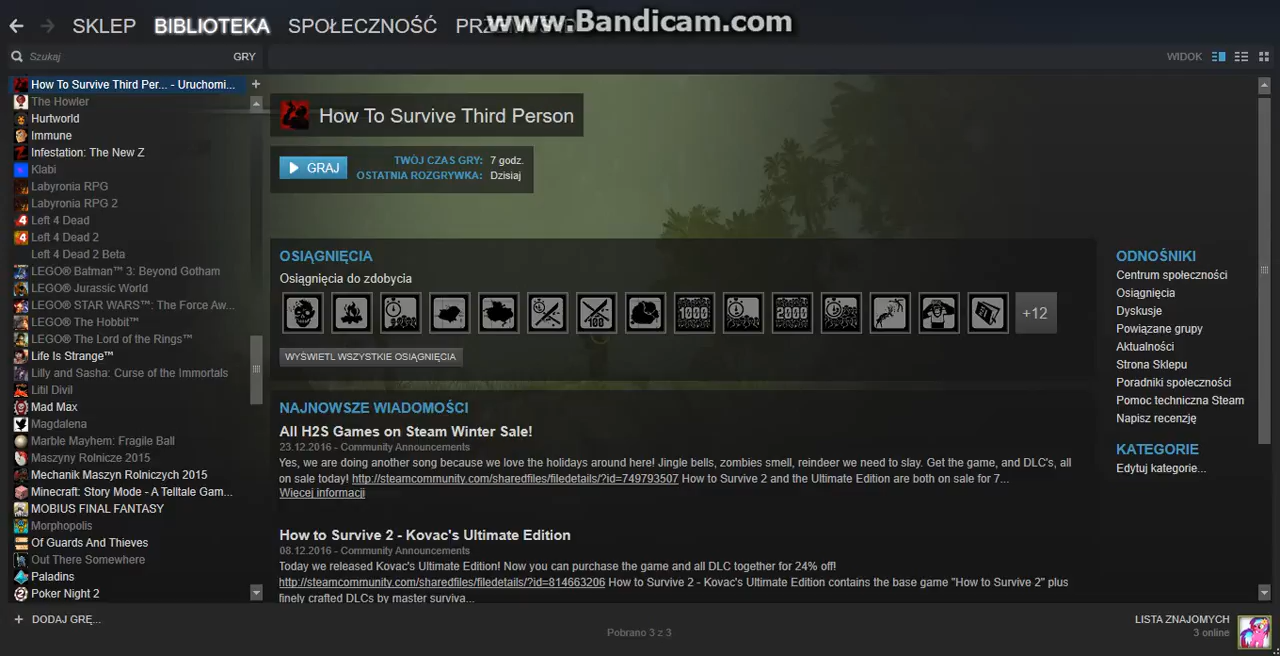 SKLEP BIBLIOTEKA SPOŁECZNOŚĆ
www.Bandicam.com
Szukaj GRY
WIDOK
How To Survive Third Per... - Uruchomi...
The Howler
Hurtworld
Immune
Infestation: The New Z
Klabi
Labyronia RPG
Labyronia RPG 2
Left 4 Dead
Left 4 Dead 2
Left 4 Dead 2 Beta
LEGO® Batman™ 3: Beyond Gotham
LEGO® Jurassic World
LEGO® STAR WARS™: The Force Aw...
LEGO® The Hobbit™
LEGO® The Lord of the Rings™
Life Is Strange™
Lilly and Sasha: Curse of the Immortals
Litil Divil
Mad Max
Magdalena
Marble Mayhem: Fragile Ball
Maszyny Rolnicze 2015
Mechanik Maszyn Rolniczych 2015
Minecraft: Story Mode - A Telltale Gam...
MOBIUS FINAL FANTASY
Morphopolis
Of Guards And Thieves
Out There Somewhere
Paladins
Poker Night 2
+ DODAJ GRĘ...
How To Survive Third Person
GRAJ
TWÓJ CZAS GRY: 7 godz.
OSTATNIA ROZGRYWKA: Dzisiaj
OSIĄGNIĘCIA
Osiągnięcia do zdobycia
100
1000
2000
+12
WYŚWIETL WSZYSTKIE OSIĄGNIĘCIA
NAJNOWSZE WIADOMOŚCI
All H2S Games on Steam Winter Sale!
23.12.2016 - Community Announcements
Yes, we are doing another song because we love the holidays around here! Jingle bells, zombies smell, reindeer we need to slay. Get the game, and DLC's, all
on sale today! http://steamcommunity.com/sharedfiles/filedetails/?id=749793507 How to Survive 2 and the Ultimate Edition are both on sale for 7...
Więcej informacji
How to Survive 2 - Kovac's Ultimate Edition
08.12.2016 - Community Announcements
Today we released Kovac's Ultimate Edition! Now you can purchase the game and all DLC together for 24% off!
http://steamcommunity.com/sharedfiles/filedetails/?id=814663206 How to Survive 2 - Kovac's Ultimate Edition contains the base game "How to Survive 2" plus
finely crafted DLCs by master surviva...
ODNOŚNIKI
Centrum społeczności
Osiągnięcia
Dyskusje
Powiązane grupy
Aktualności
Strona Sklepu
Poradniki społeczności
Pomoc techniczna Steam
Napisz recenzję
KATEGORIE
Edytuj kategorie...
Pobrano 3 z 3
LISTA ZNAJOMYCH
3 online